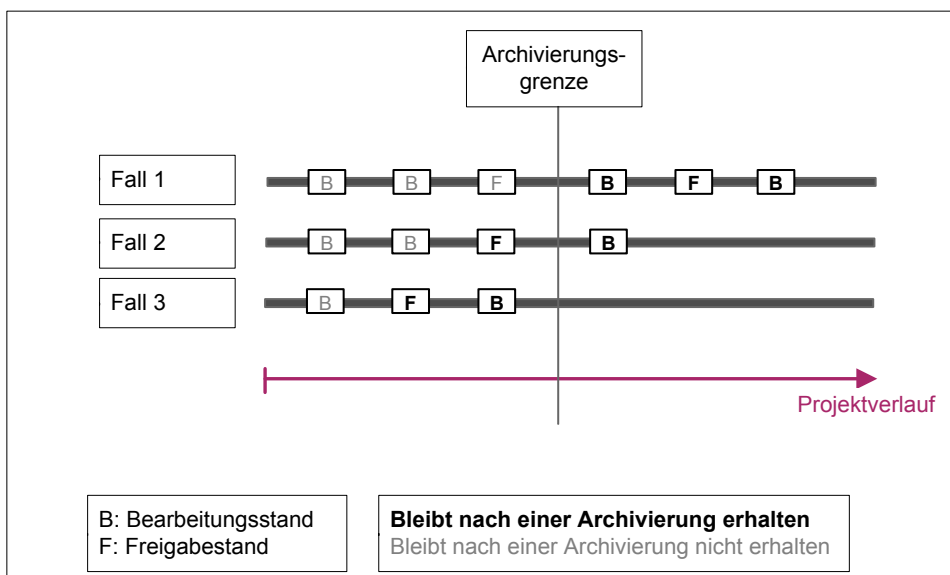 Archivierungs-
grenze
Fall 1
B B F B F B
Fall 2
B B F B
Fall 3
B F B
Projektverlauf
B: Bearbeitungsstand
F: Freigabestand
Bleibt nach einer Archivierung erhalten
Bleibt nach einer Archivierung nicht erhalten